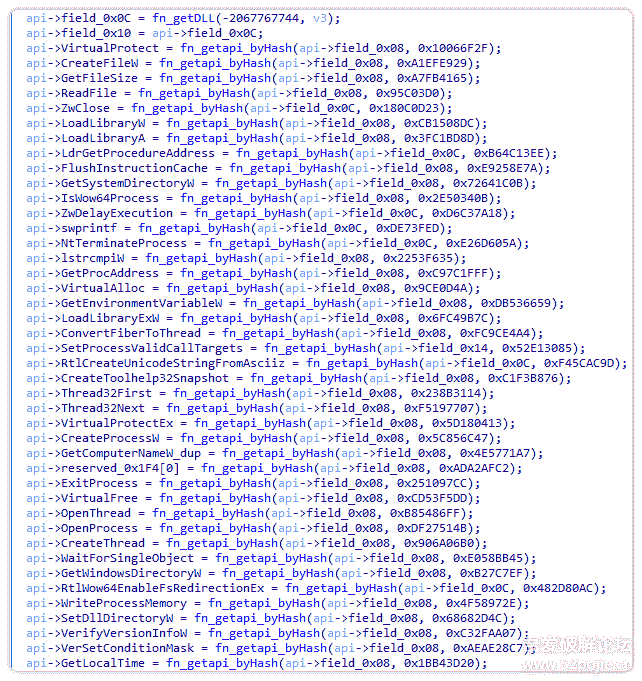 api->field_0x0C = fn_getDLL(-2067767744, v3);
api->field_0x10 = api->field_0x0C;
api->VirtualProtect = fn_getapi_byHash(api->field_0x08, 0x10066F2F);
api->CreateFileW = fn_getapi_byHash(api->field_0x08, 0xA1EFE929);
api->GetFileSize = fn_getapi_byHash(api->field_0x08, 0xA7FB4165);
api->ReadFile = fn_getapi_byHash(api->field_0x08, 0x95C03D0);
api->ZwClose = fn_getapi_byHash(api->field_0x0C, 0x180C0D23);
api->LoadLibraryW = fn_getapi_byHash(api->field_0x08, 0xCB1508DC);
api->LoadLibraryA = fn_getapi_byHash(api->field_0x08, 0x3FC1BD8D);
api->LdrGetProcedureAddress = fn_getapi_byHash(api->field_0x0C, 0xB64C13EE);
api->FlushInstructionCache = fn_getapi_byHash(api->field_0x08, 0xE9258E7A);
api->GetSystemDirectoryW = fn_getapi_byHash(api->field_0x08, 0x72641C0B);
api->IsWow64Process = fn_getapi_byHash(api->field_0x08, 0x2E50340B);
api->ZwDelayExecution = fn_getapi_byHash(api->field_0x0C, 0xD6C37A18);
api->swprintf = fn_getapi_byHash(api->field_0x0C, 0xDE73FED);
api->NtTerminateProcess = fn_getapi_byHash(api->field_0x0C, 0xE26D605A);
api->lstrcmpiW = fn_getapi_byHash(api->field_0x08, 0x2253F635);
api->GetProcAddress = fn_getapi_byHash(api->field_0x08, 0xC97C1FFF);
api->VirtualAlloc = fn_getapi_byHash(api->field_0x08, 0x9CE0D4A);
api->GetEnvironmentVariableW = fn_getapi_byHash(api->field_0x08, 0xDB536659);
api->LoadLibraryExW = fn_getapi_byHash(api->field_0x08, 0x6FC49B7C);
api->ConvertFiberToThread = fn_getapi_byHash(api->field_0x08, 0xFC9CE4A4);
api->SetProcessValidCallTargets = fn_getapi_byHash(api->field_0x14, 0x52E13085);
api->RtlCreateUnicodeStringFromAsciiz = fn_getapi_byHash(api->field_0x0C, 0xF45CAC9D);
api->CreateToolhelp32Snapshot = fn_getapi_byHash(api->field_0x08, 0xC1F3B876);
api->Thread32First = fn_getapi_byHash(api->field_0x08, 0x238B3114);
api->Thread32Next = fn_getapi_byHash(api->field_0x08, 0xF5197707);
api->VirtualProtectEx = fn_getapi_byHash(api->field_0x08, 0x5D180413);
api->CreateProcessW = fn_getapi_byHash(api->field_0x08, 0x5C856C47);
api->GetComputerNameW_dup = fn_getapi_byHash(api->field_0x08, 0x4E5771A7);
api->reserved_0x1F4[0] = fn_getapi_byHash(api->field_0x08, 0xADA2AFC2);
api->ExitProcess = fn_getapi_byHash(api->field_0x08, 0x251097CC);
api->VirtualFree = fn_getapi_byHash(api->field_0x08, 0xCD53F5DD);
api->OpenThread = fn_getapi_byHash(api->field_0x08, 0xB85486FF);
api->OpenProcess = fn_getapi_byHash(api->field_0x08, 0xDF27514B);
api->CreateThread = fn_getapi_byHash(api->field_0x08, 0x906A06B0);
api->WaitForSingleObject = fn_getapi_byHash(api->field_0x08, 0xE058BB45);
api->GetWindowsDirectoryW = fn_getapi_byHash(api->field_0x08, 0xB27C7EF);
api->RtlWow64EnableFsRedirectionEx = fn_getapi_byHash(api->field_0x0C, 0x482D80AC);
api->WriteProcessMemory = fn_getapi_byHash(api->field_0x08, 0x4F58972E);
api->SetDllDirectoryW = fn_getapi_byHash(api->field_0x08, 0x68682D4C);
api->VerifyVersionInfoW = fn_getapi_byHash(api->field_0x08, 0xC32FAA07);
api->VerSetConditionMask = fn_getapi_byHash(api->field_0x08, 0xAEAE28C7);
api->GetLocalTime = fn_getapi_byHash(api->field_0x08, 0x1BB43D20);
吾爱破解论坛
www.52pojie.cn